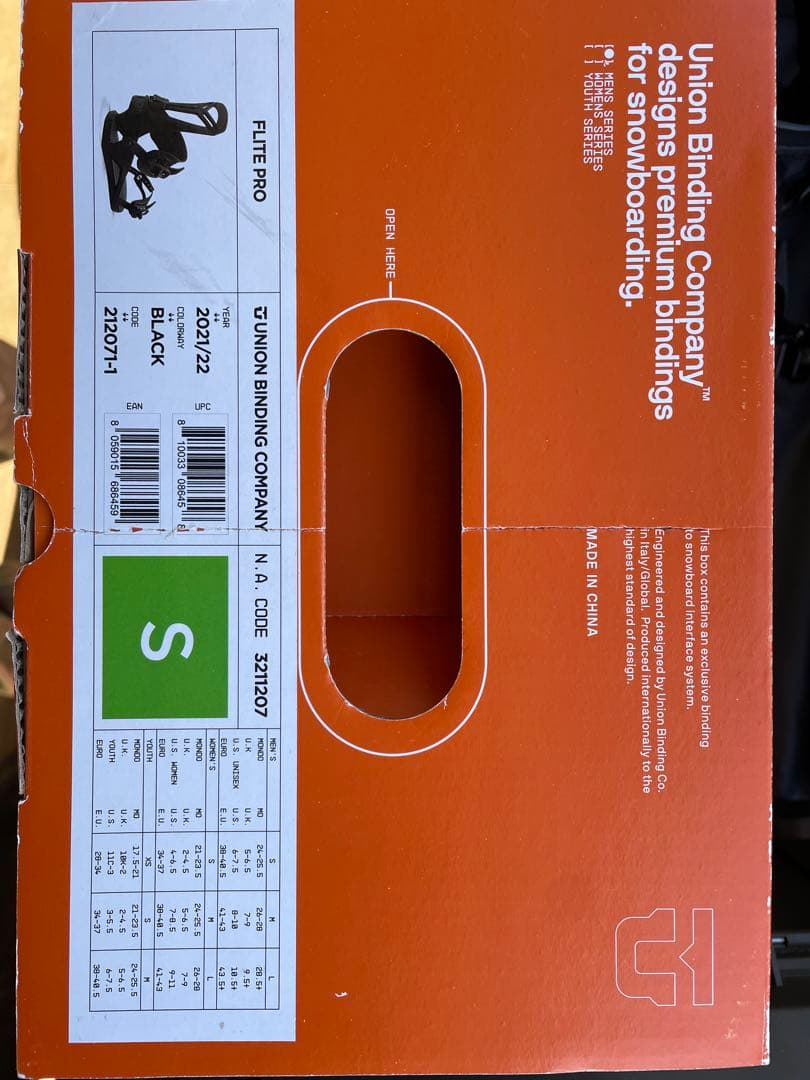 Union Binding Company™
designs premium bindings
for snowboarding.
[●] MENS SERIES
[ ] WOMENS SERIES
[ ] YOUTH SERIES
This box contains an exclusive binding
to snowboard interface system.
Engineered and designed by Union Binding Co.
in Italy/Global. Produced internationally to the
highest standard of design.
MADE IN CHINA
OPEN HERE
FLITE PRO
UNION BINDING COMPANY
N.A. CODE 3211207
YEAR
2021/22
COLORWAY
BLACK
CODE
212071-1
UPC
8 10033 08645 8
EAN
8 059015 686459
S
MEN'S S M L
MONDO MO 24-25.5 26-28 28.5+
U.K U.K. 5-6.5 7-9 9.5+
U.S. UNISEX U.S. 6-7.5 8-10 10.5+
EURO E.U. 38-40.5 41-43 43.5+
WOMEN'S S M L
MONDO MO 21-23.5 24-25.5 26-28
U.K. U.K. 2-4.5 5-6.5 7-9
U.S. WOMEN U.S. 4-6.5 7-8.5 9-11
EURO E.U. 34-37 38-40.5 41-43
YOUTH XS S M
MONDO MO 17.5-21 21-23.5 24-25.5
U.K. U.K. 10K-2 2-4.5 5-6.5
YOUTH U.S. 11C-3 3-5.5 6-7.5
EURO E.U. 28-34 34-37 38-40.5